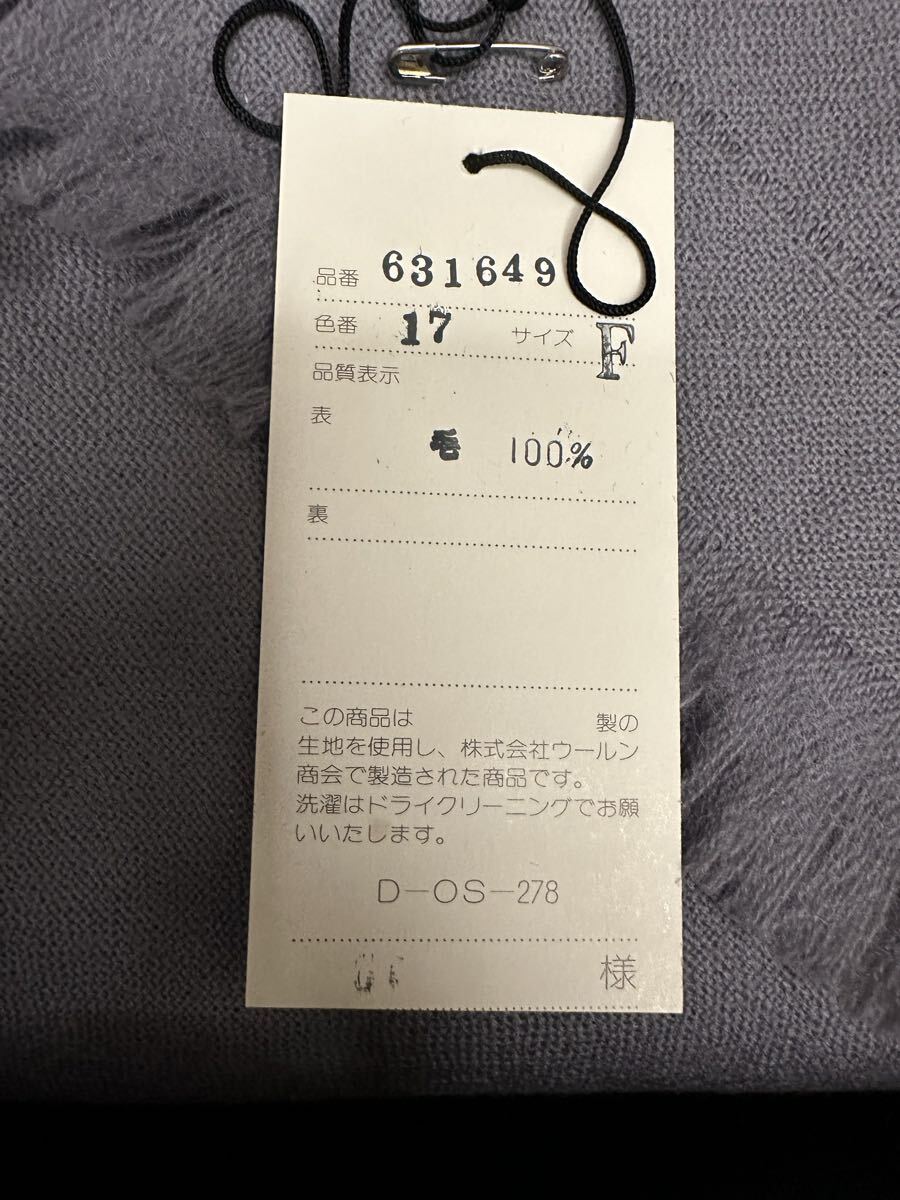 品番 631649
色番 17 サイズ F
品質表示
表
毛 100%
裏
この商品は 製の
生地を使用し、株式会社ウールン
商会で製造された商品です。
洗濯はドライクリーニングでお願
いいたします。
D-OS-278
様